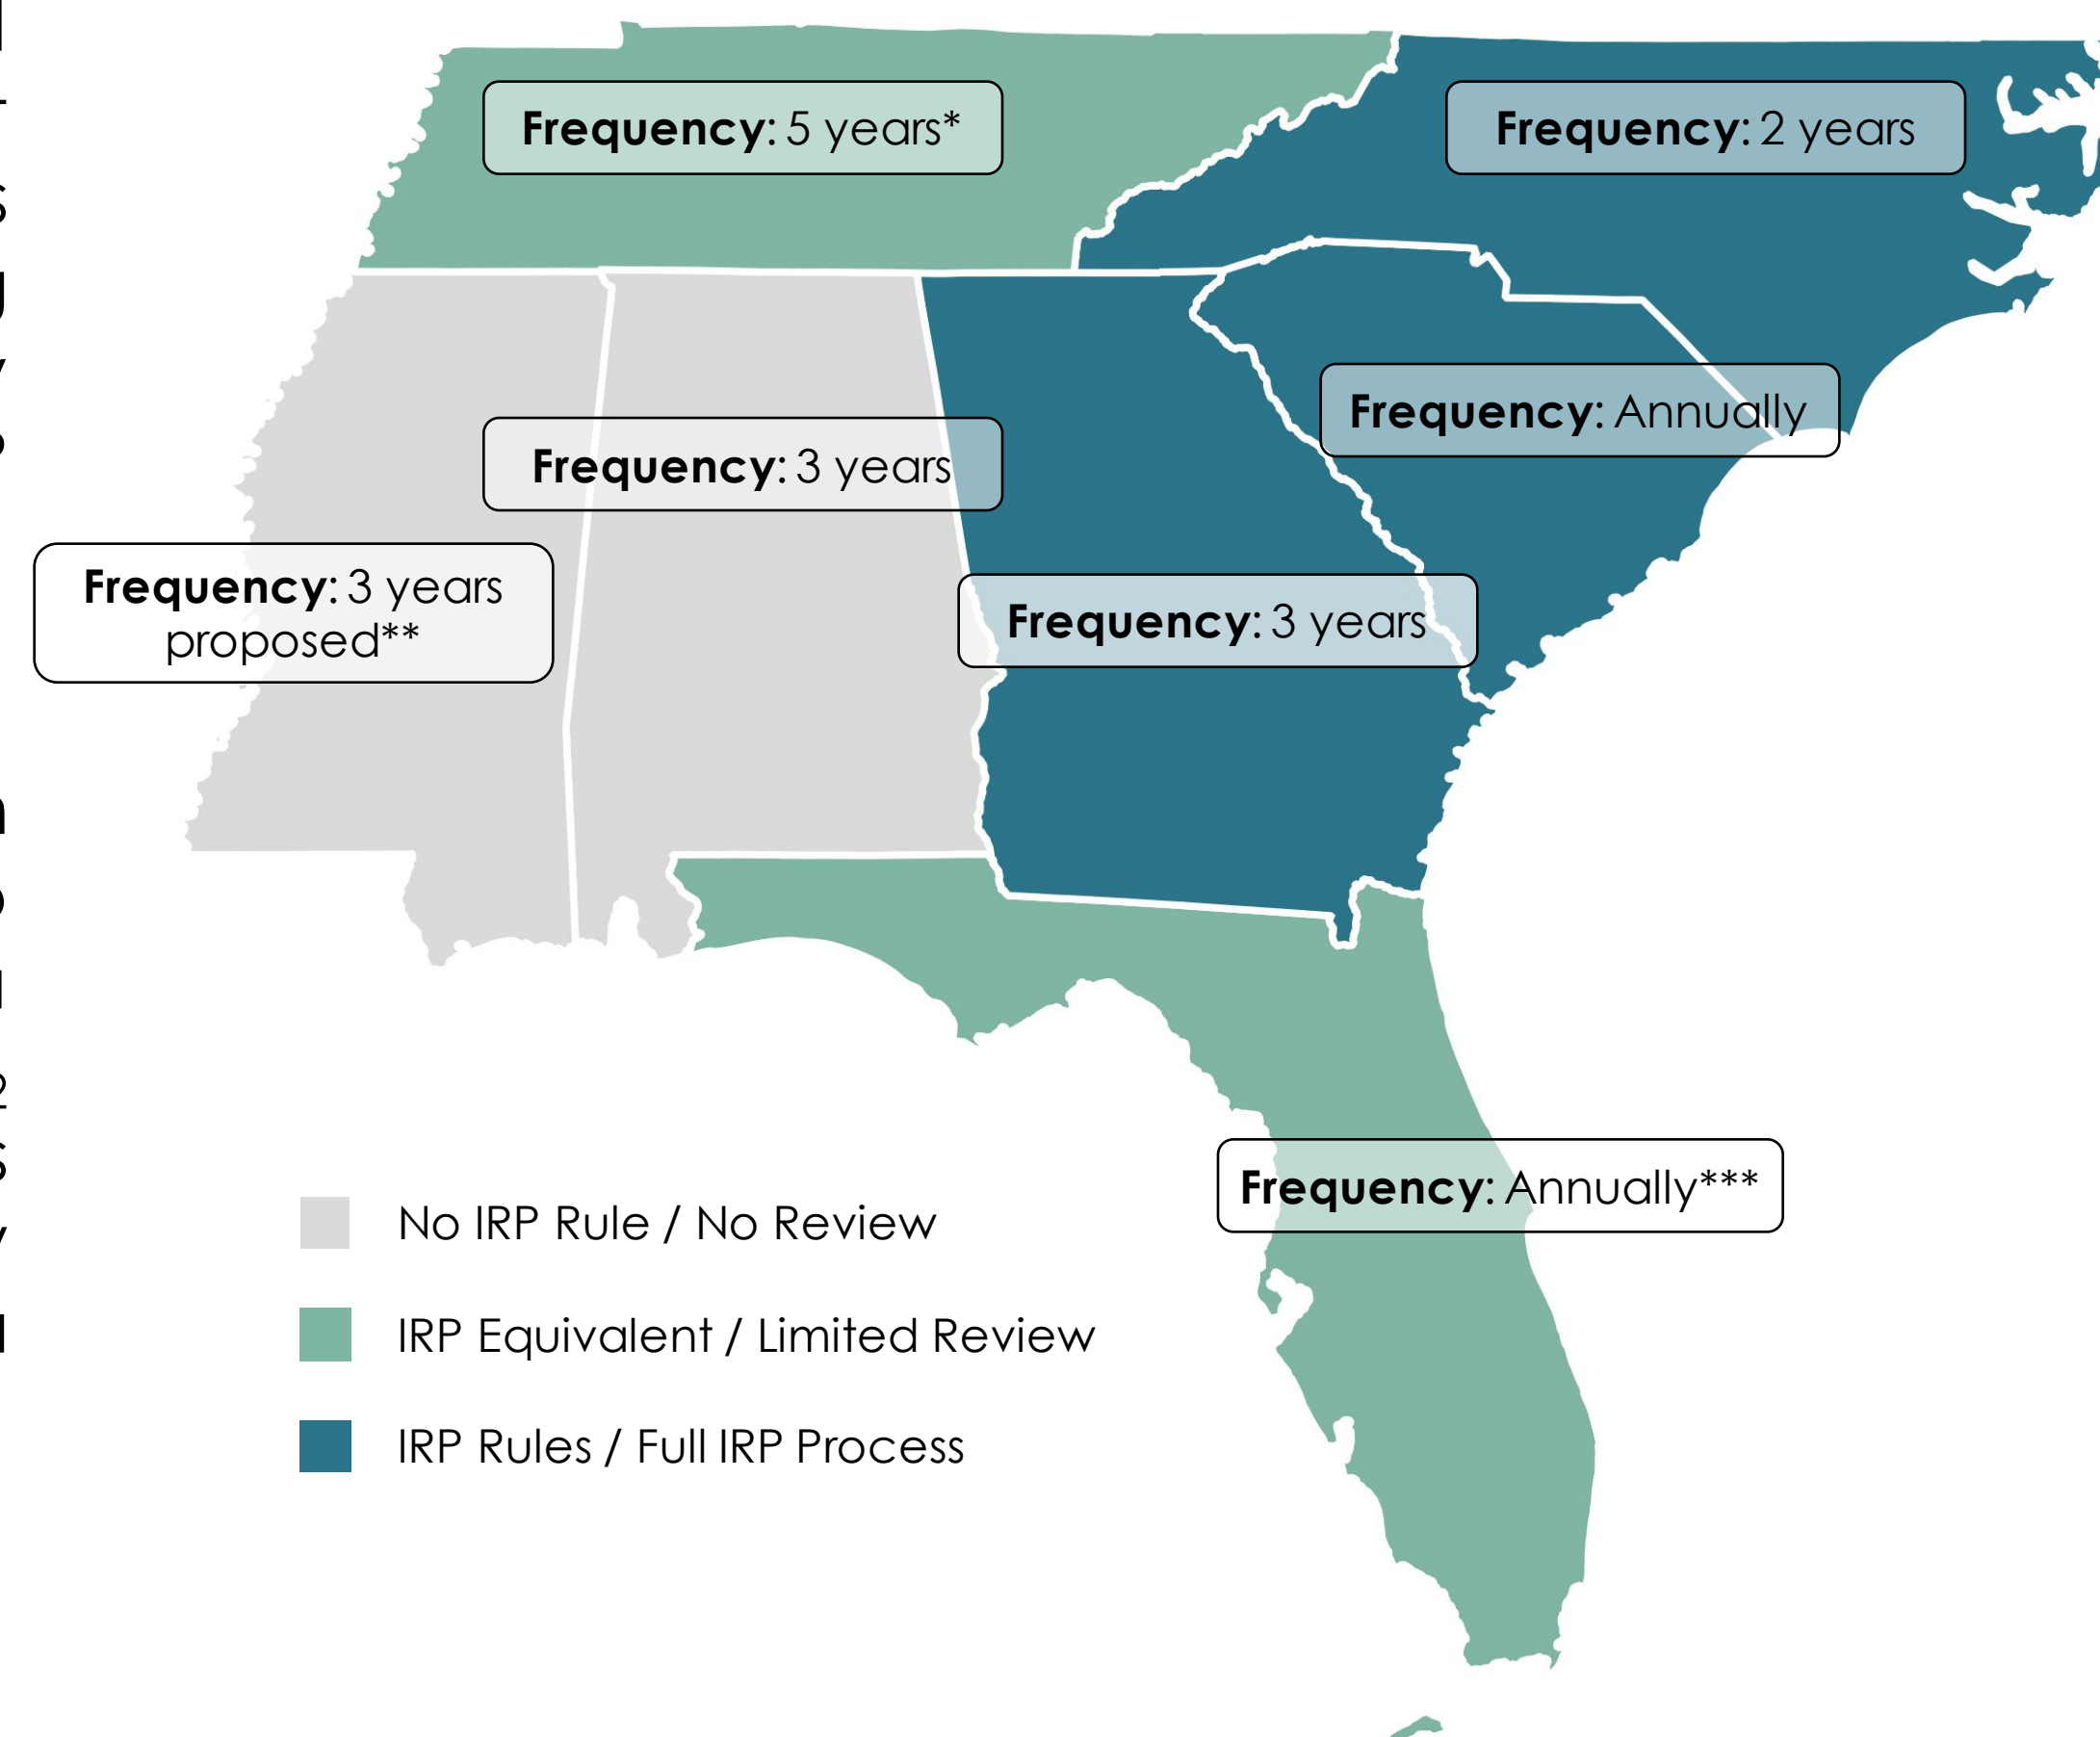 Frequency: 5 years*
Frequency: 2 years
Frequency: Annually
Frequency: 3 years
Frequency: 3 years
proposed**
Frequency: 3 years
Frequency: Annually***
No IRP Rule / No Review
IRP Equivalent / Limited Review
IRP Rules / Full IRP Process